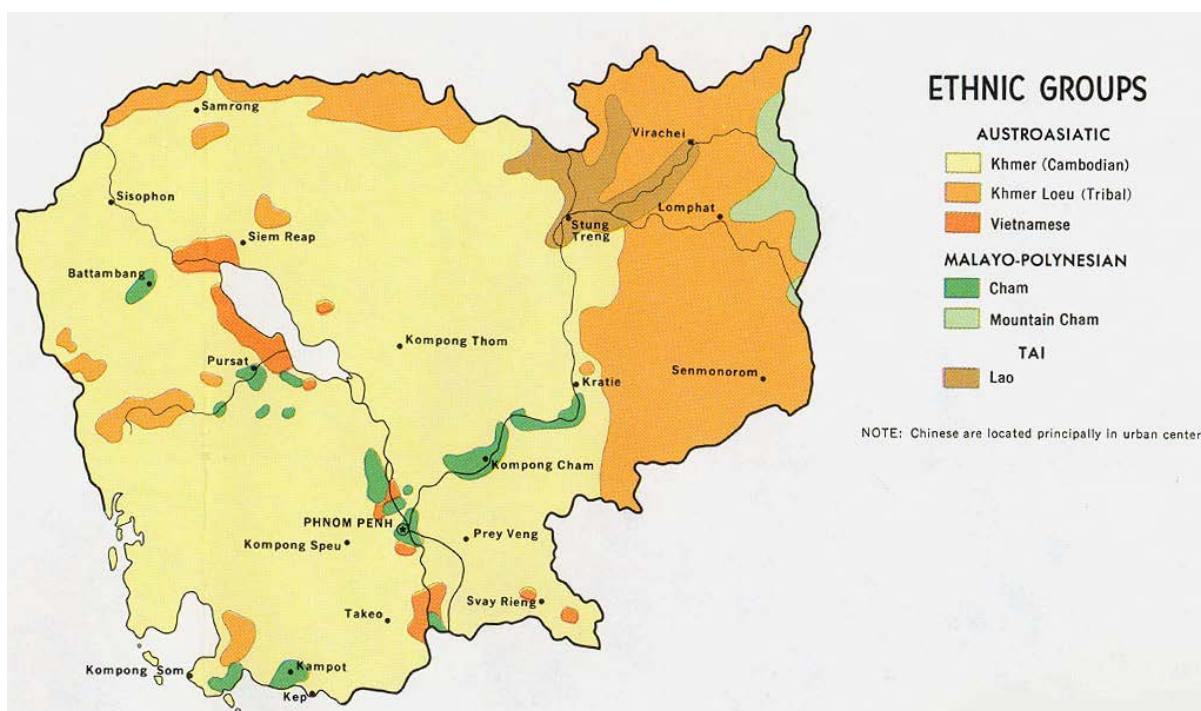 ETHNIC GROUPS
AUSTROASIATIC
Khmer (Cambodian)
Khmer Loeu (Tribal)
Vietnamese
MALAYO-POLYNESIAN
Cham
Mountain Cham
TAI
Lao
NOTE: Chinese are located principally in urban center
Samrong
Virachei
Sisophon
Lomphat
Stung
Treng
Siem Reap
Battambang
Kompong Thom
Pursat
Senmonorom
Kratie
Kompong Cham
PHNOM PENH
Prey Veng
Kompong Speu
Svay Rieng
Takeo
Kompong Som
Kampot
Kep